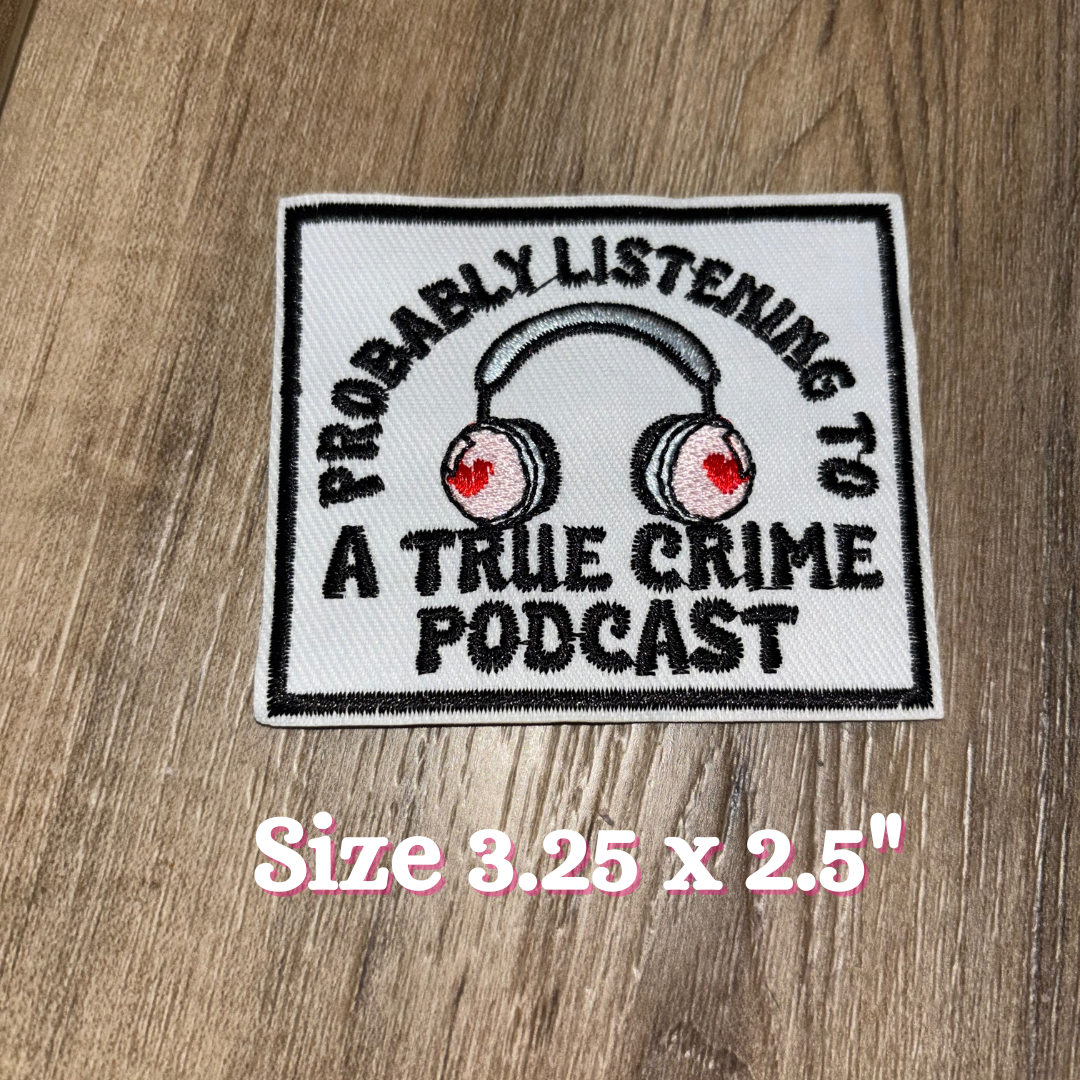 PROBABLY LISTENING TO
A TRUE CRIME
PODCAST
Size 3.25 x 2.5"